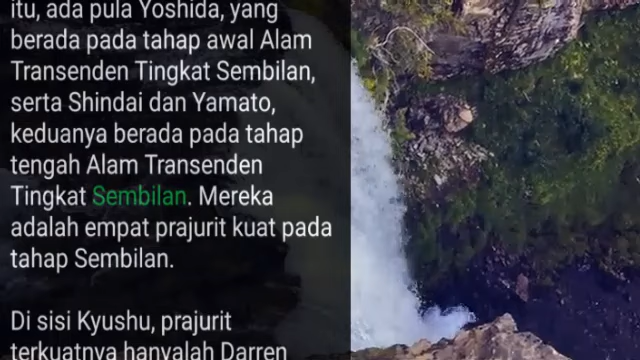 itu, ada pula Yoshida, yang
berada pada tahap awal Alam
Transenden Tingkat Sembilan,
serta Shindai dan Yamato,
keduanya berada pada tahap
tengah Alam Transenden
Tingkat Sembilan. Mereka
adalah empat prajurit kuat pada
tahap Sembilan.
Di sisi Kyushu, prajurit
terkuatnya hanyalah Darren